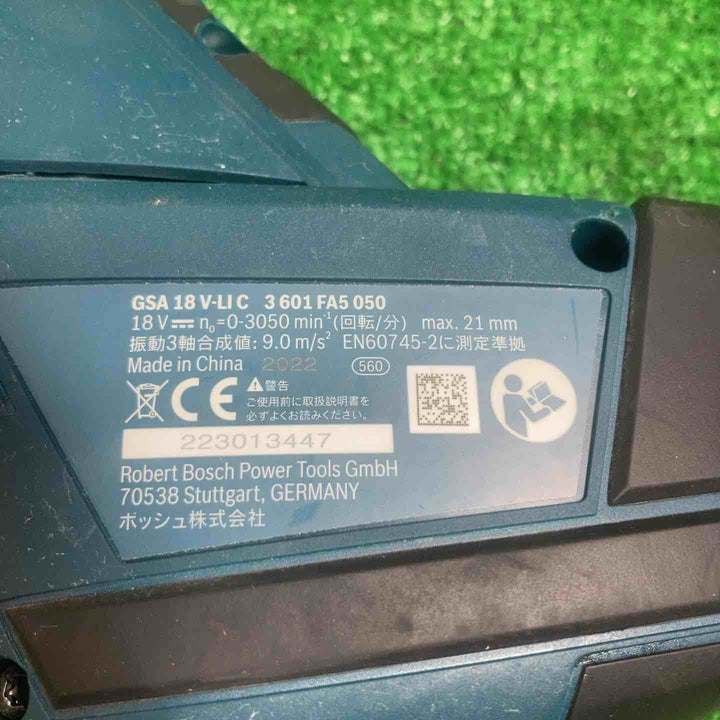 GSA 18 V-LI C 3 601 FA5 050
18 V⎓ n₀=0-3050 min⁻¹(回転/分) max. 21 mm
振動3軸合成値: 9.0 m/s² EN60745-2に測定準拠
Made in China 2022 560
CE ⚠警告
ご使用前に取扱説明書を
必ずよくお読みください。
223013447
Robert Bosch Power Tools GmbH
70538 Stuttgart, GERMANY
ボッシュ株式会社